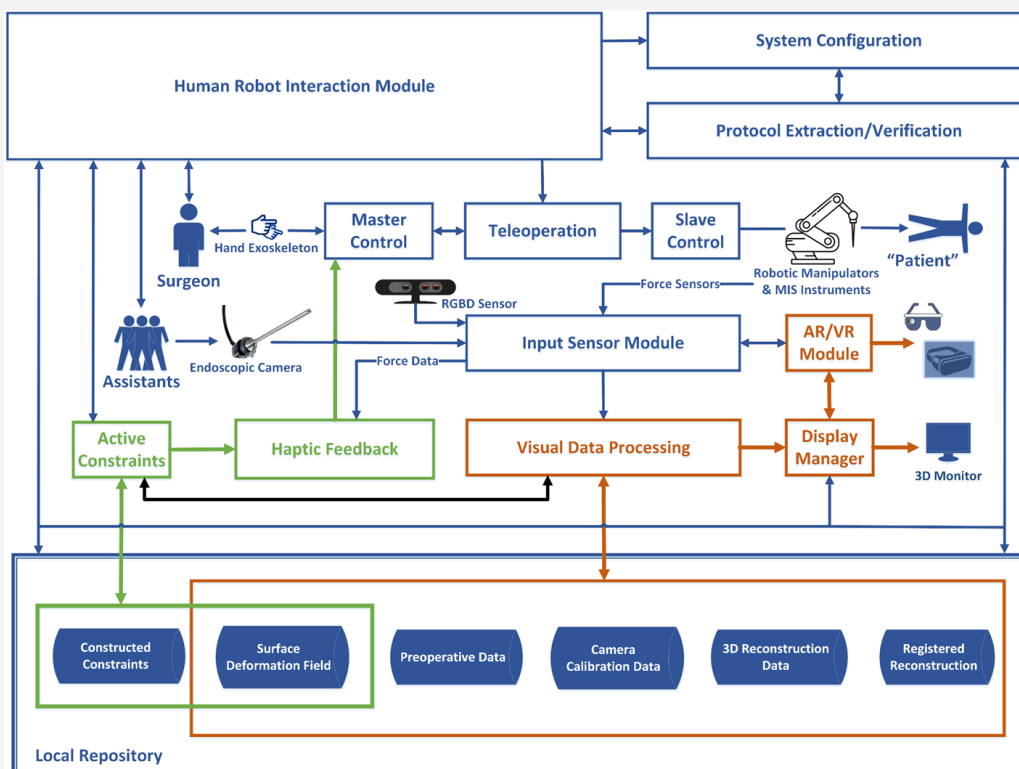 Human Robot Interaction Module
System Configuration
Protocol Extraction/Verification
Surgeon
Hand Exoskeleton
Master
Control
Teleoperation
Slave
Control
Robotic Manipulators
& MIS Instruments
“Patient”
RGBD Sensor
Force Sensors
Assistants
Endoscopic Camera
Force Data
Input Sensor Module
AR/VR
Module
Active
Constraints
Haptic Feedback
Visual Data Processing
Display
Manager
3D Monitor
Constructed
Constraints
Surface
Deformation Field
Preoperative Data
Camera
Calibration Data
3D Reconstruction
Data
Registered
Reconstruction
Local Repository